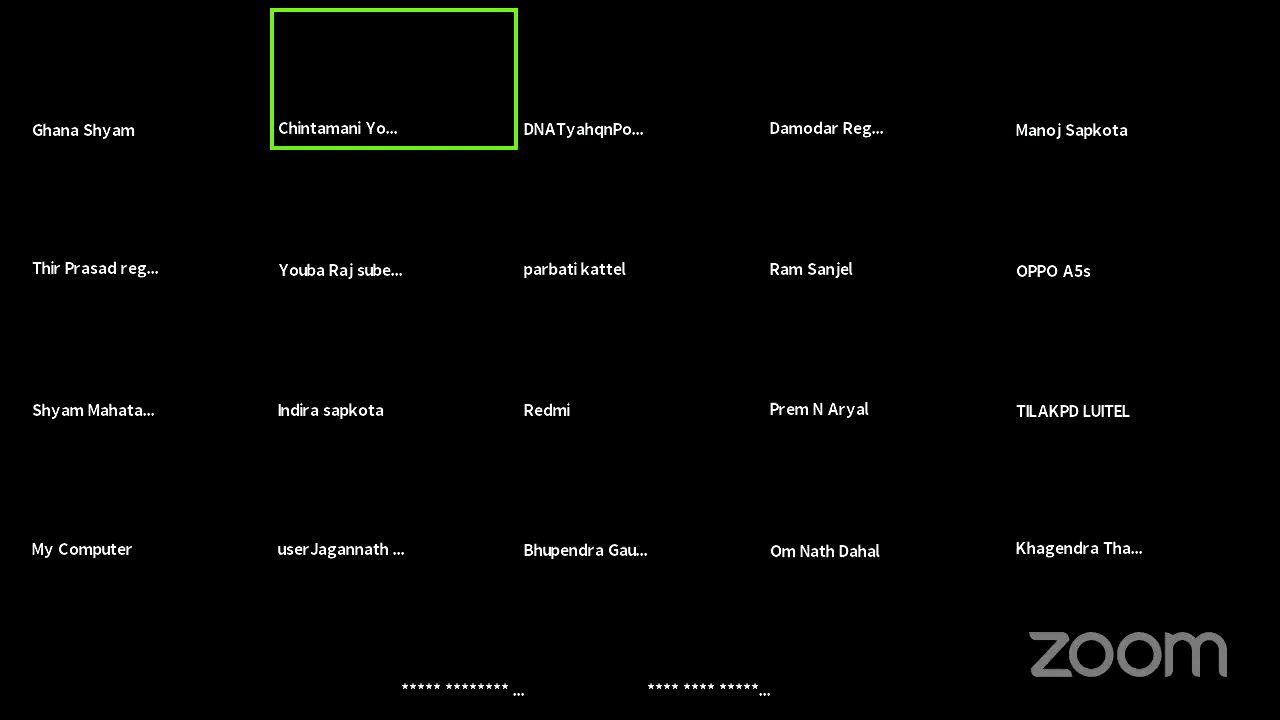 Ghana Shyam
Chintamani Yo...
DNATyahqnPo...
Damodar Reg...
Manoj Sapkota
Thir Prasad reg...
Youba Raj sube...
parbati kattel
Ram Sanjel
OPPO A5s
Shyam Mahata...
Indira sapkota
Redmi
Prem N Aryal
TILAKPD LUITEL
My Computer
userJagannath ...
Bhupendra Gau...
Om Nath Dahal
Khagendra Tha...
***** ******** ...
**** **** *****...
zoom